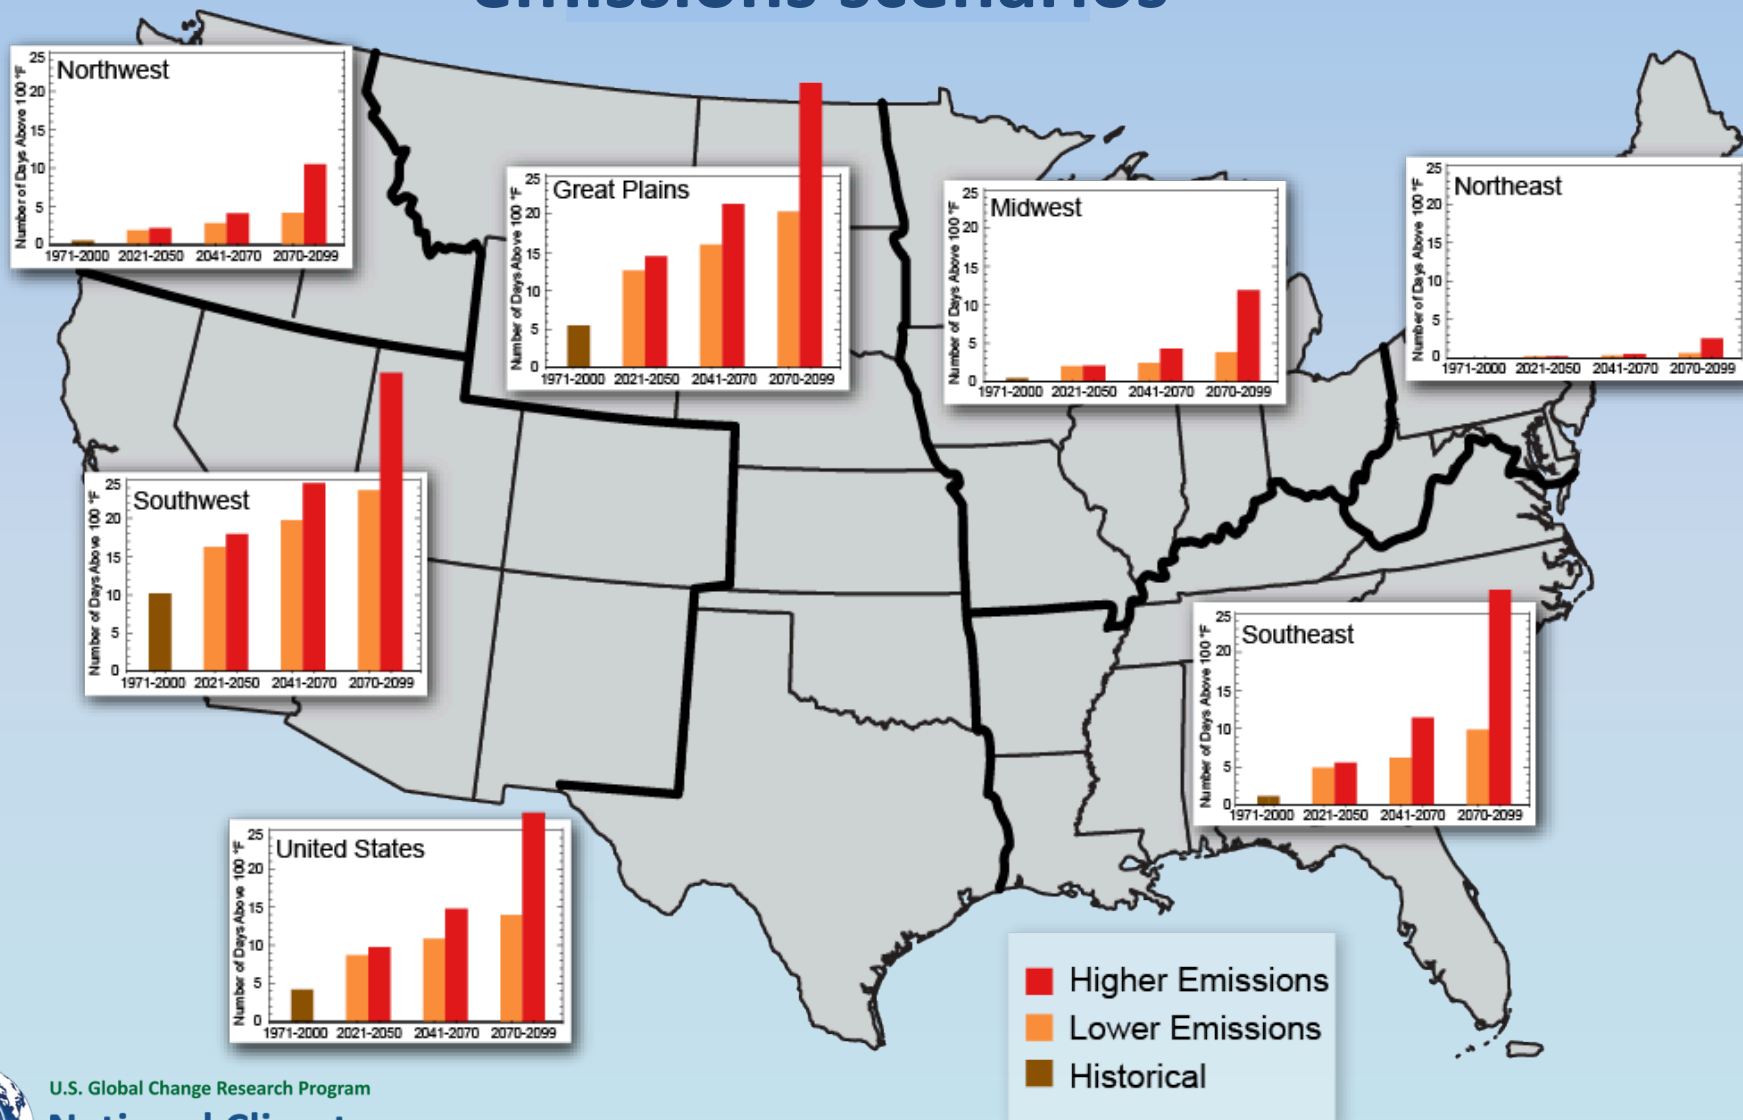 emissions scenarios
Northwest
Number of Days Above 100 °F
25
20
15
10
5
0
1971-2000 2021-2050 2041-2070 2070-2099
Great Plains
Number of Days Above 100 °F
25
20
15
10
5
0
1971-2000 2021-2050 2041-2070 2070-2099
Midwest
Number of Days Above 100 °F
25
20
15
10
5
0
1971-2000 2021-2050 2041-2070 2070-2099
Northeast
Number of Days Above 100 °F
25
20
15
10
5
0
1971-2000 2021-2050 2041-2070 2070-2099
Southwest
Number of Days Above 100 °F
25
20
15
10
5
0
1971-2000 2021-2050 2041-2070 2070-2099
Southeast
Number of Days Above 100 °F
25
20
15
10
5
0
1971-2000 2021-2050 2041-2070 2070-2099
United States
Number of Days Above 100 °F
25
20
15
10
5
0
1971-2000 2021-2050 2041-2070 2070-2099
Higher Emissions
Lower Emissions
Historical
U.S. Global Change Research Program
National Climate